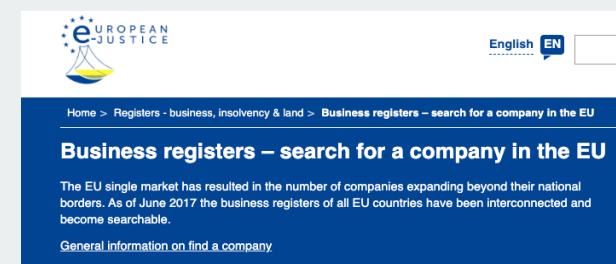 EUROPEAN
E-JUSTICE
English EN
Home > Registers - business, insolvency & land > Business registers – search for a company in the EU
Business registers – search for a company in the EU
The EU single market has resulted in the number of companies expanding beyond their national
borders. As of June 2017 the business registers of all EU countries have been interconnected and
become searchable.
General information on find a company